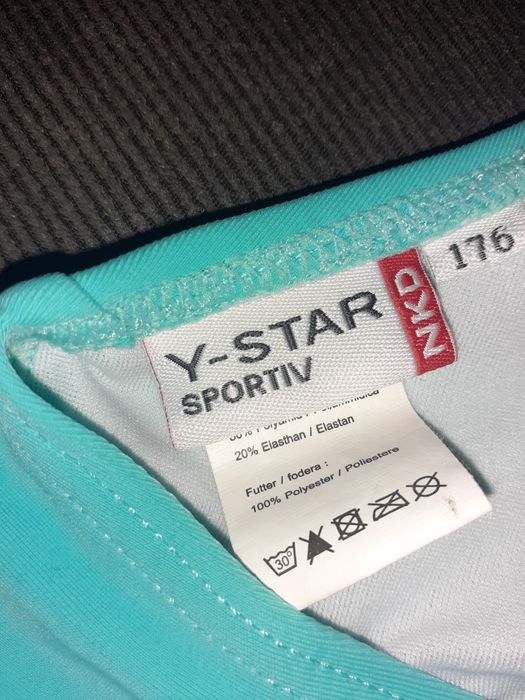 176
NKD
Y-STAR
SPORTIV
20% Elasthan / Elastan
Futter / fodera :
100% Polyester / Poliestere
30°